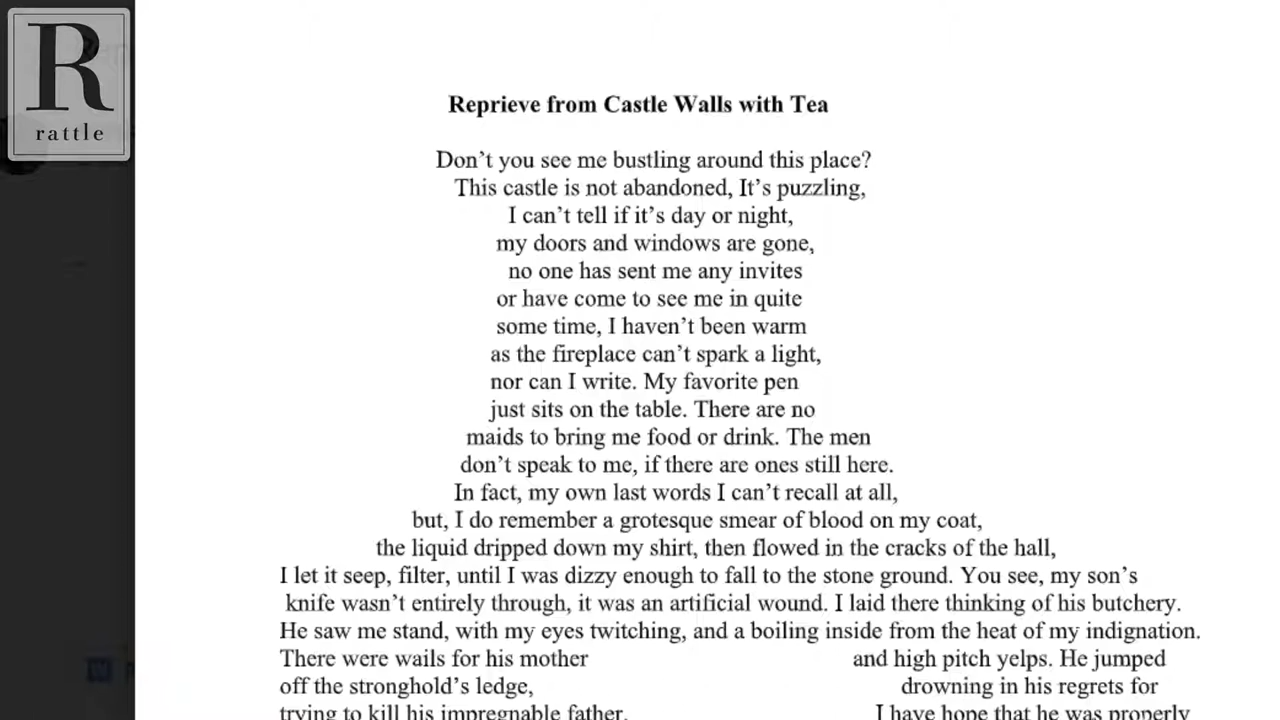 R
rattle
Reprieve from Castle Walls with Tea
Don't you see me bustling around this place?
This castle is not abandoned, It's puzzling,
I can't tell if it's day or night,
my doors and windows are gone,
no one has sent me any invites
or have come to see me in quite
some time, I haven't been warm
as the fireplace can't spark a light,
nor can I write. My favorite pen
just sits on the table. There are no
maids to bring me food or drink. The men
don't speak to me, if there are ones still here.
In fact, my own last words I can't recall at all,
but, I do remember a grotesque smear of blood on my coat,
the liquid dripped down my shirt, then flowed in the cracks of the hall,
I let it seep, filter, until I was dizzy enough to fall to the stone ground. You see, my son's
knife wasn't entirely through, it was an artificial wound. I laid there thinking of his butchery.
He saw me stand, with my eyes twitching, and a boiling inside from the heat of my indignation.
There were wails for his mother and high pitch yelps. He jumped
off the stronghold's ledge, drowning in his regrets for
trying to kill his impregnable father. I have hope that he was properly